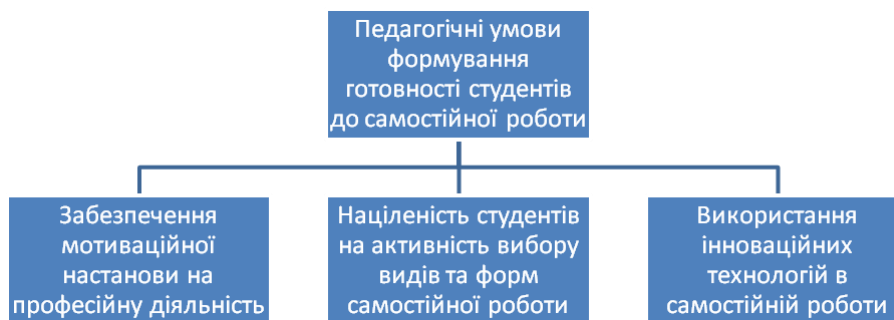 Педагогічні умови
формування
готовності студентів
до самостійної роботи
Забезпечення
мотиваційної
настанови на
професійну діяльність
Націленість студентів
на активність вибору
видів та форм
самостійної роботи
Використання
інноваційних
технологій в
самостійній роботи